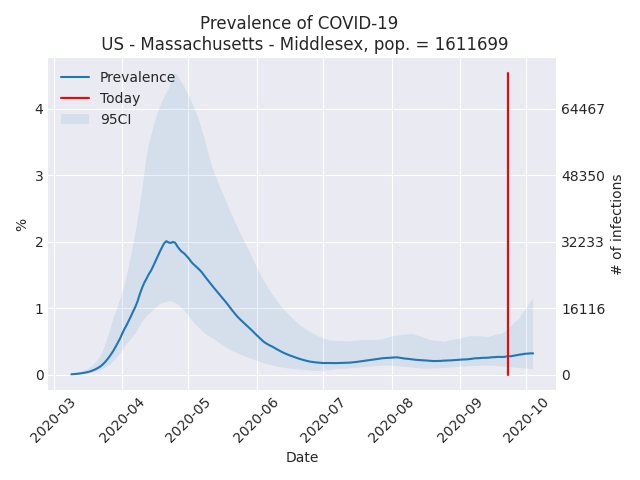 Prevalence of COVID-19
US - Massachusetts - Middlesex, pop. = 1611699
Prevalence
Today
95CI
4
3
2
1
0
%
64467
48350
32233
16116
0
# of infections
2020-03
2020-04
2020-05
2020-06
2020-07
2020-08
2020-09
2020-10
Date